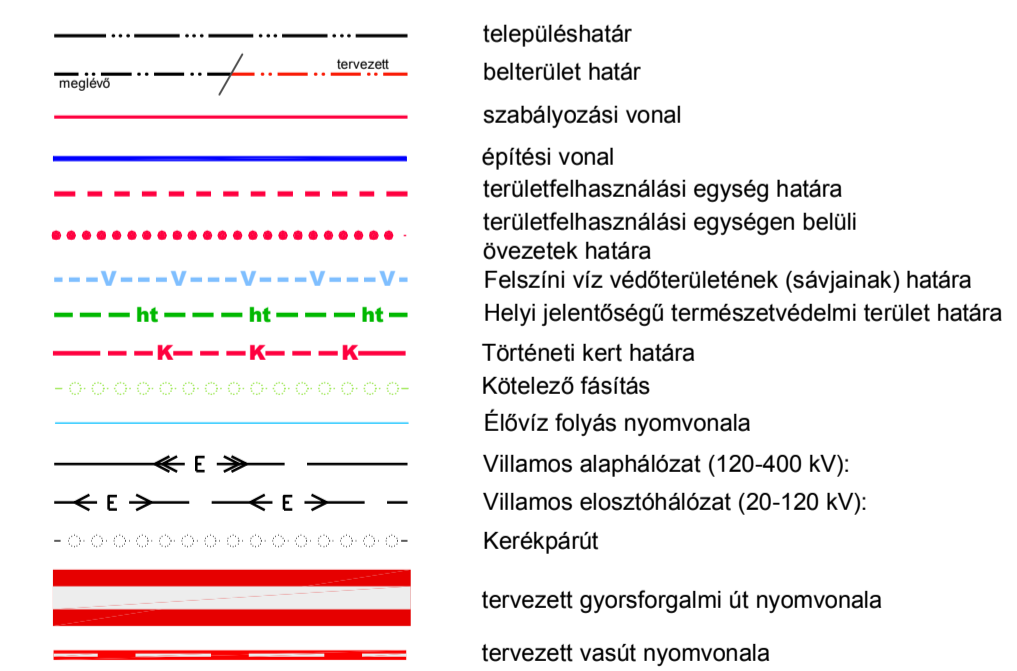 településhatár
tervezett
meglévő
belterület határ
szabályozási vonal
építési vonal
területfelhasználási egység határa
területfelhasználási egységen belüli
övezetek határa
V V V V V Felszíni víz védőterületének (sávjainak) határa
ht ht ht Helyi jelentőségű természetvédelmi terület határa
K K K Történeti kert határa
Kötelező fásítás
Élővíz folyás nyomvonala
E Villamos alaphálózat (120-400 kV):
E E Villamos elosztóhálózat (20-120 kV):
Kerékpárút
tervezett gyorsforgalmi út nyomvonala
tervezett vasút nyomvonala